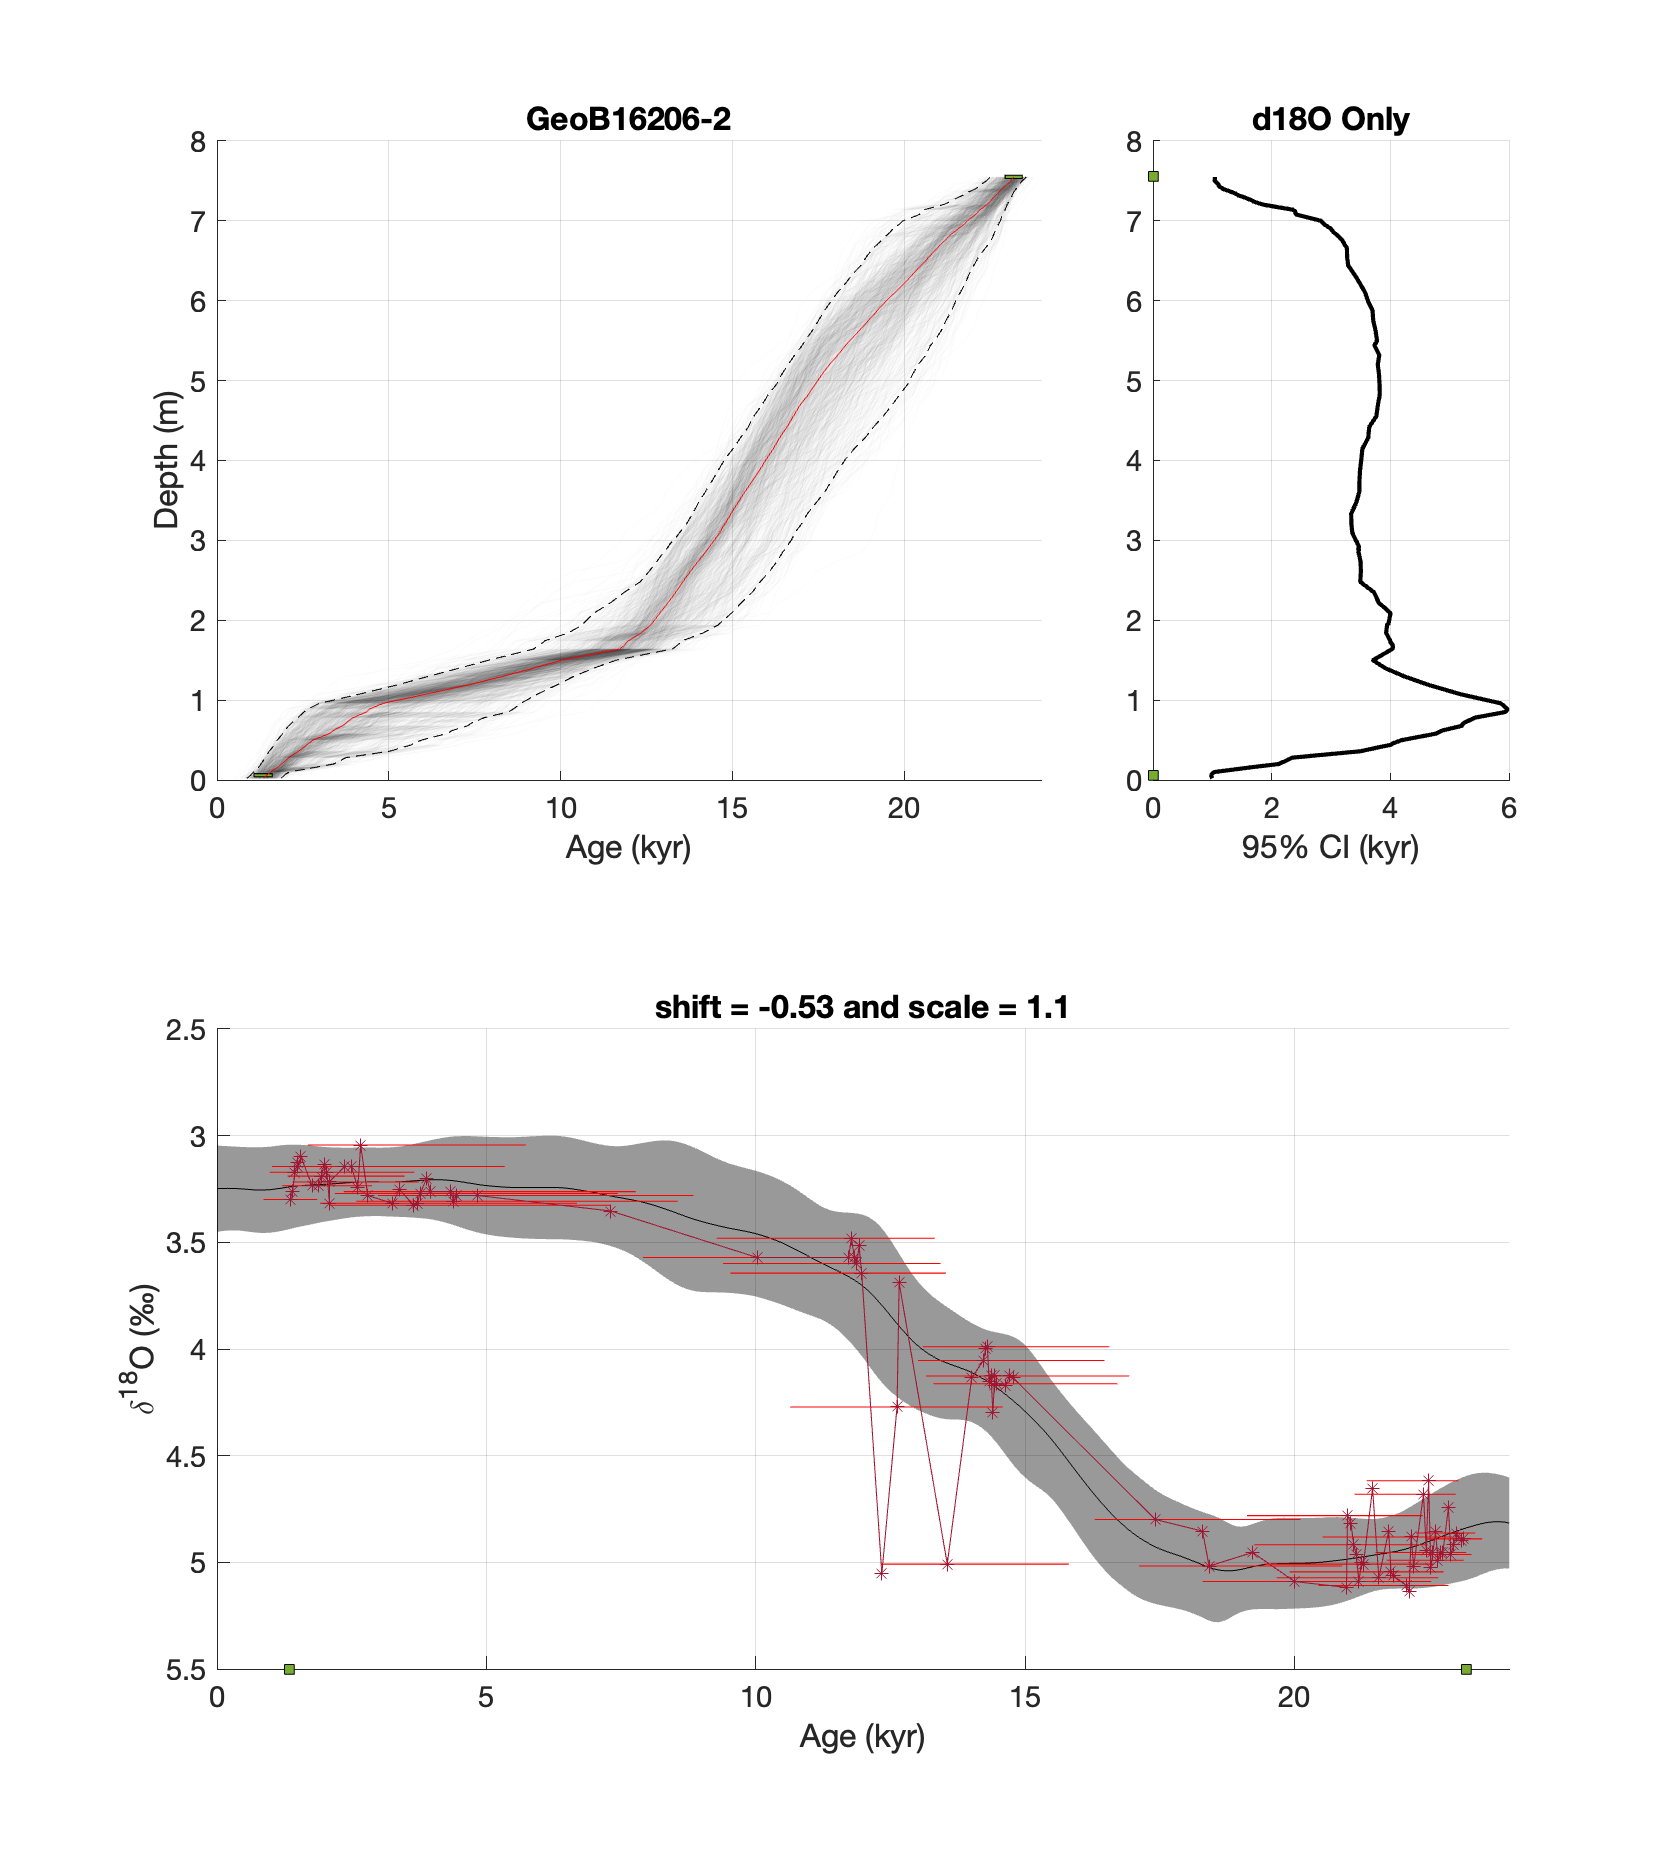 GeoB16206-2
8
7
6
5
4
3
2
1
0
Depth (m)
0 5 10 15 20
Age (kyr)
d18O Only
8
7
6
5
4
3
2
1
0
0 2 4 6
95% CI (kyr)
shift = -0.53 and scale = 1.1
2.5
3
3.5
4
4.5
5
5.5
δ18O (‰)
0 5 10 15 20
Age (kyr)